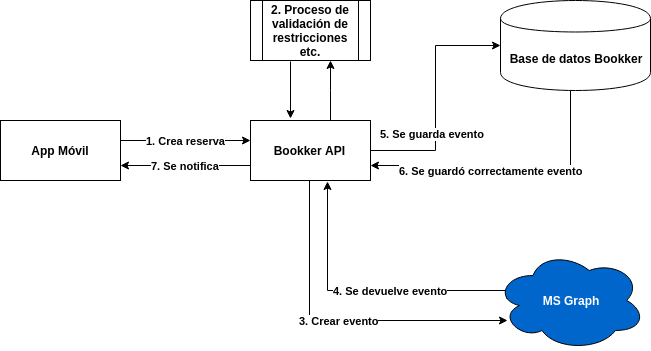 2. Proceso de
validación de
restricciones
etc.
Base de datos Bookker
5. Se guarda evento
1. Crea reserva
App Móvil
Bookker API
7. Se notifica
6. Se guardó correctamente evento
4. Se devuelve evento
MS Graph
3. Crear evento